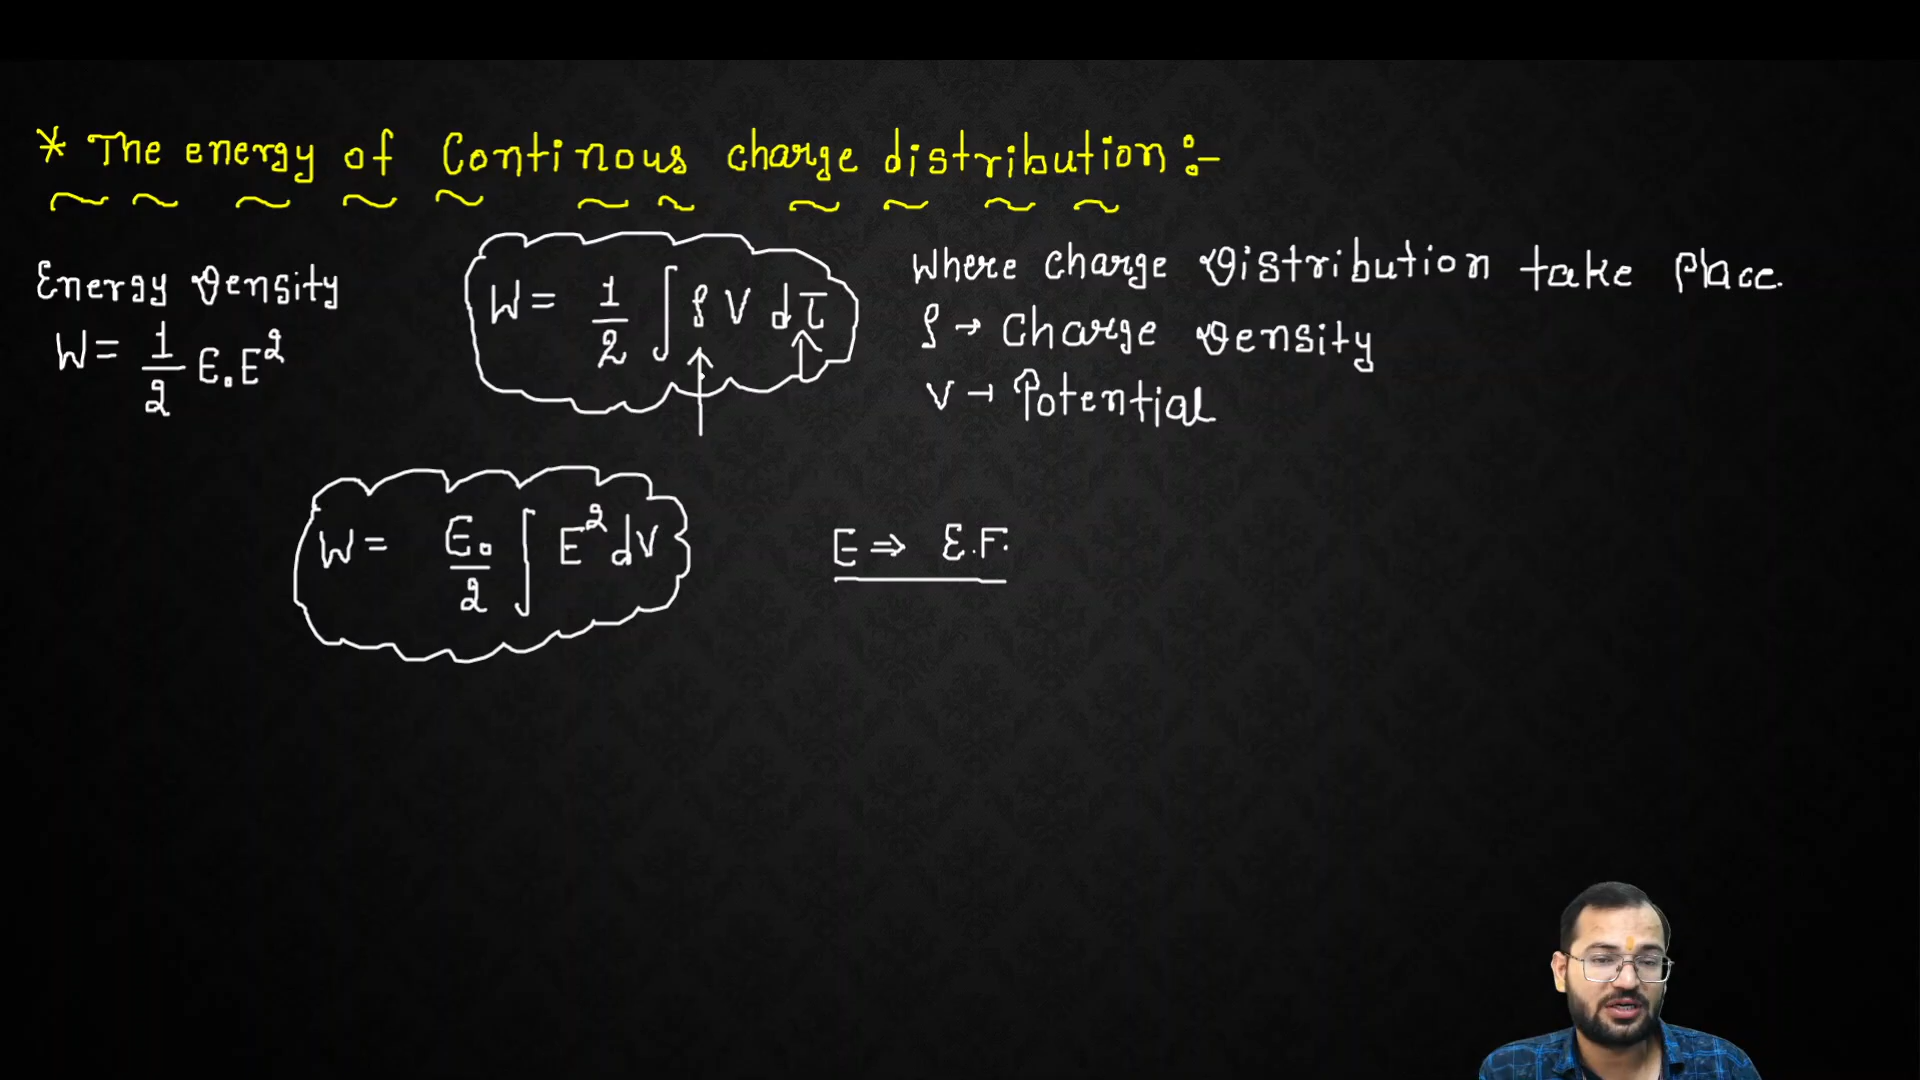 * The energy of Continous charge distribution :-
Energy Density
W = 1/2 ε₀E²
W = 1/2 ∫ ρ V dτ
Where charge Distribution take place.
ρ → Charge Density
V → Potential
W = ε₀/2 ∫ E² dV
E ⇒ E.F.